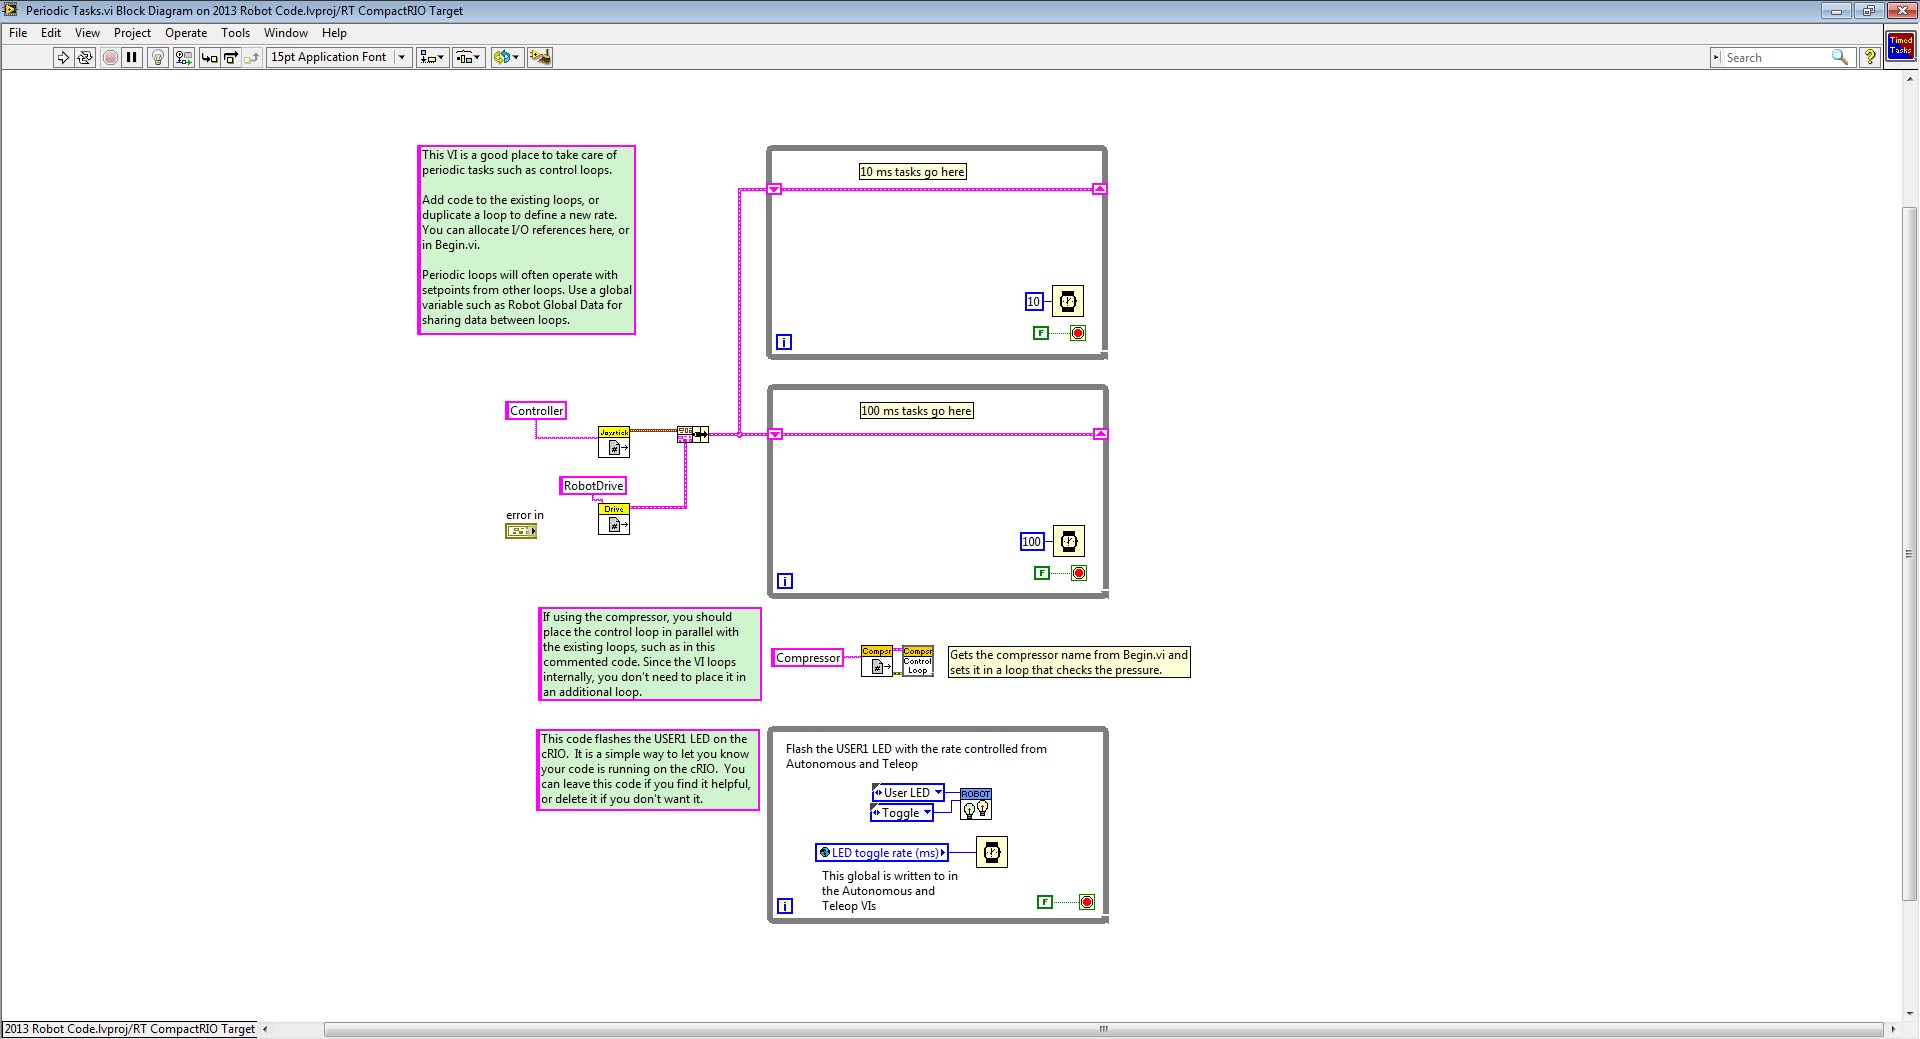 Periodic Tasks.vi Block Diagram on 2013 Robot Code.lvproj/RT CompactRIO Target
File Edit View Project Operate Tools Window Help
15pt Application Font
Search
?
Timed
Tasks
This VI is a good place to take care of
periodic tasks such as control loops.
Add code to the existing loops, or
duplicate a loop to define a new rate.
You can allocate I/O references here, or
in Begin.vi.
Periodic loops will often operate with
setpoints from other loops. Use a global
variable such as Robot Global Data for
sharing data between loops.
10 ms tasks go here
10
F
i
Controller
Joystick
#
RobotDrive
Drive
#
error in
100 ms tasks go here
100
F
i
If using the compressor, you should
place the control loop in parallel with
the existing loops, such as in this
commented code. Since the VI loops
internally, you don't need to place it in
an additional loop.
Compressor
Compsr
#
Compsr
Control
Loop
Gets the compressor name from Begin.vi and
sets it in a loop that checks the pressure.
This code flashes the USER1 LED on the
cRIO.  It is a simple way to let you know
your code is running on the cRIO.  You
can leave this code if you find it helpful,
or delete it if you don't want it.
Flash the USER1 LED with the rate controlled from
Autonomous and Teleop
User LED
Toggle
ROBOT
LED toggle rate (ms)
This global is written to in
the Autonomous and
Teleop VIs
F
i
2013 Robot Code.lvproj/RT CompactRIO Target